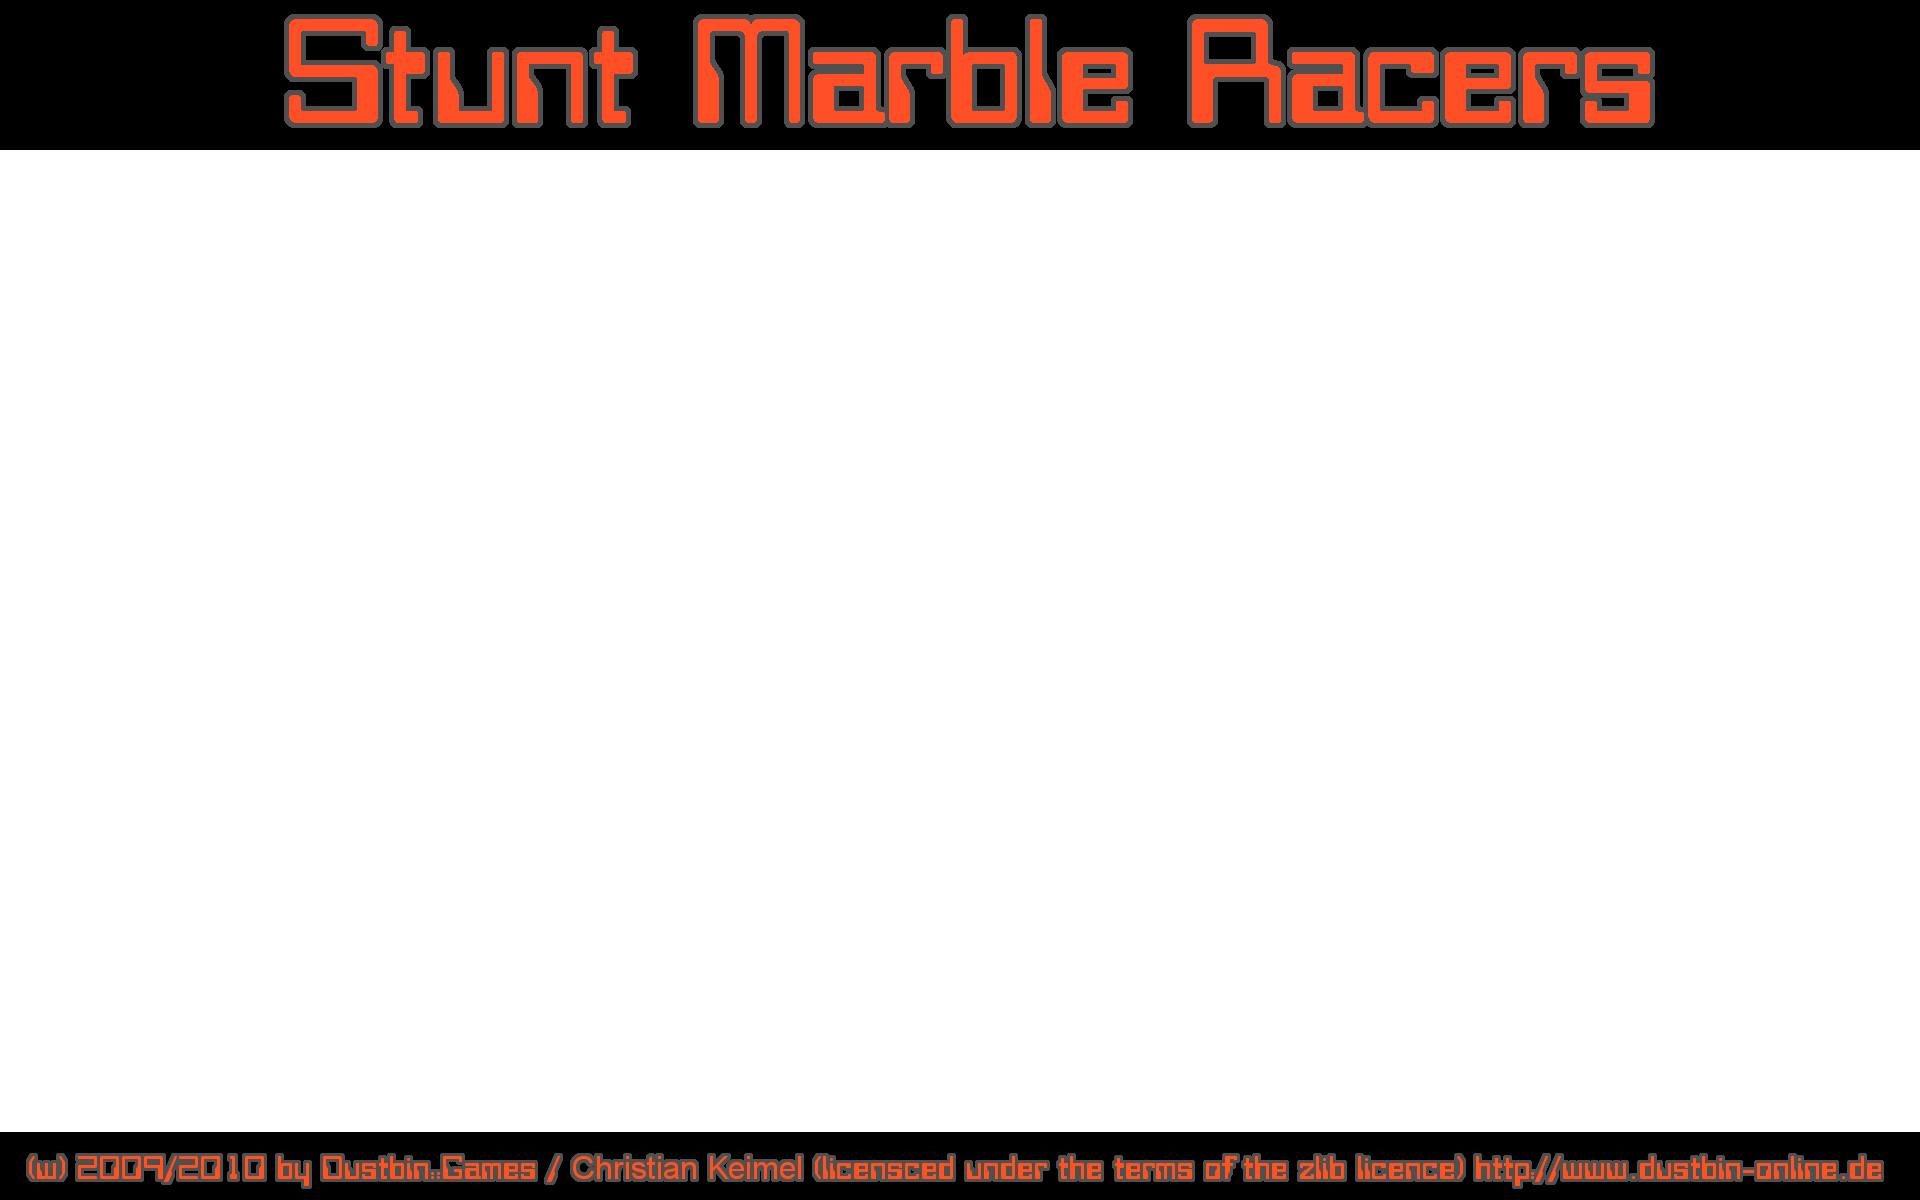 Stunt Marble Racers
(w) 2009/2010 by Dustbin.Games / Christian Keimel (licensced under the terms of the zlib licence) http://www.dustbin-online.de